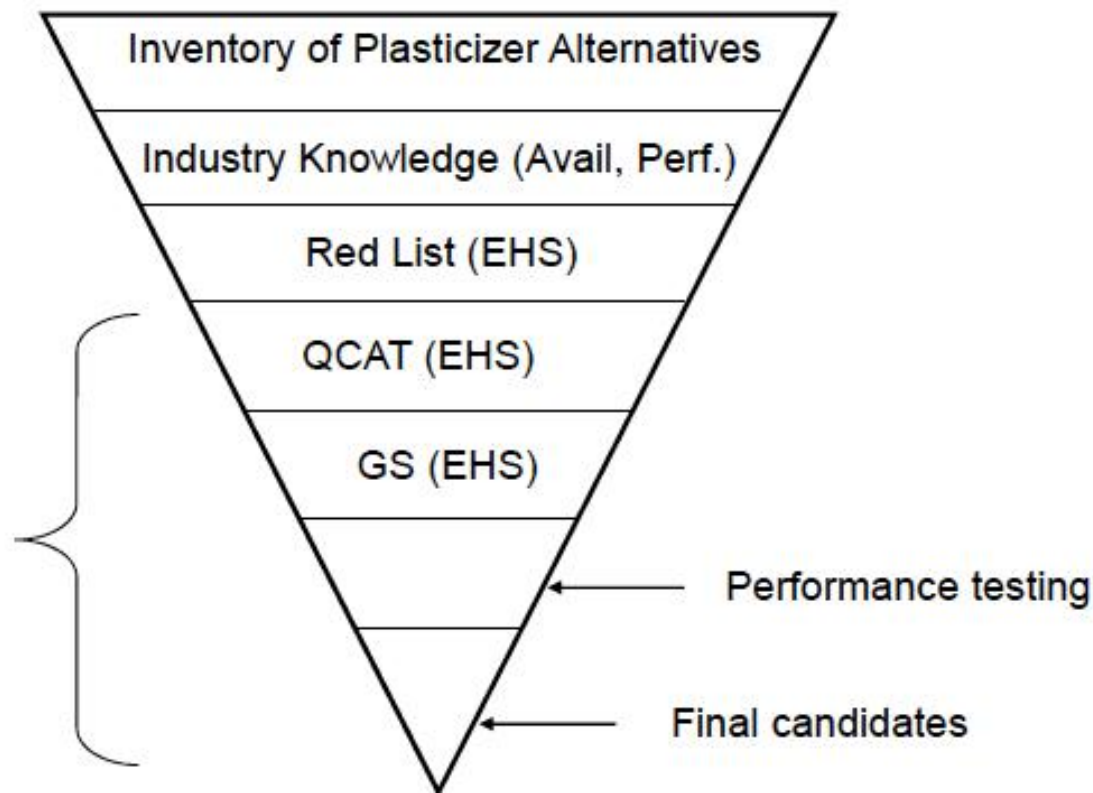 Inventory of Plasticizer Alternatives
Industry Knowledge (Avail, Perf.)
Red List (EHS)
QCAT (EHS)
GS (EHS)
Performance testing
Final candidates